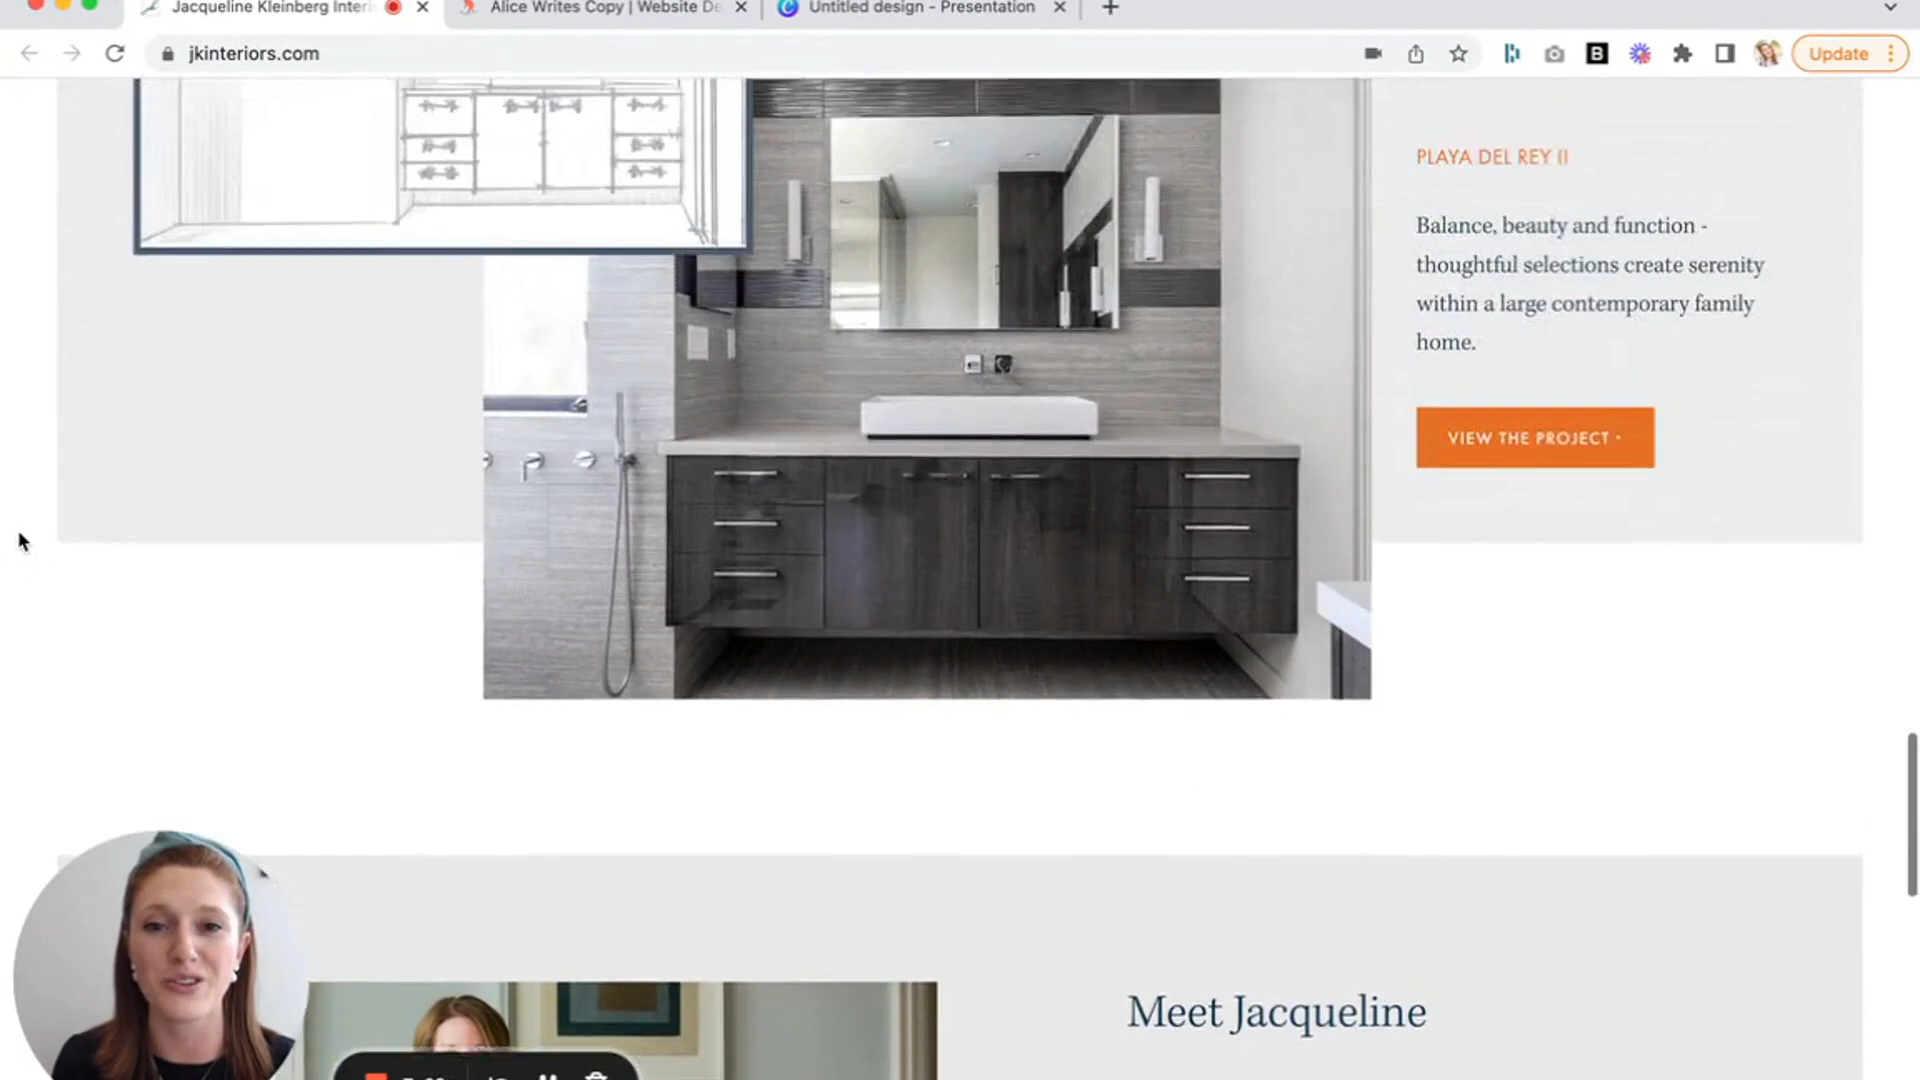 Jacqueline Kleinberg Inter
Alice Writes Copy | Website De
Untitled design - Presentation
jkinteriors.com
Update
PLAYA DEL REY II
Balance, beauty and function -
thoughtful selections create serenity
within a large contemporary family
home.
VIEW THE PROJECT
Meet Jacqueline